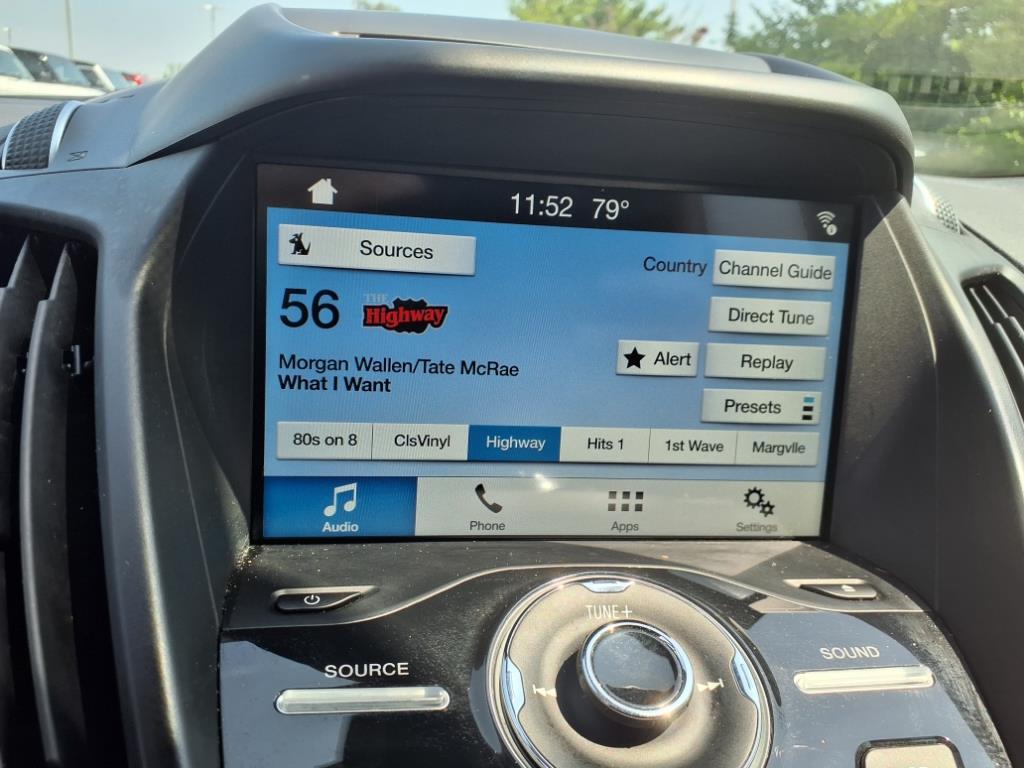 11:52 79°
Sources
Country Channel Guide
56 THE Highway
Direct Tune
Morgan Wallen/Tate McRae
What I Want
Alert Replay
Presets
80s on 8 ClsVinyl Highway Hits 1 1st Wave Margvlle
Audio Phone Apps Settings
TUNE+
SOURCE SOUND